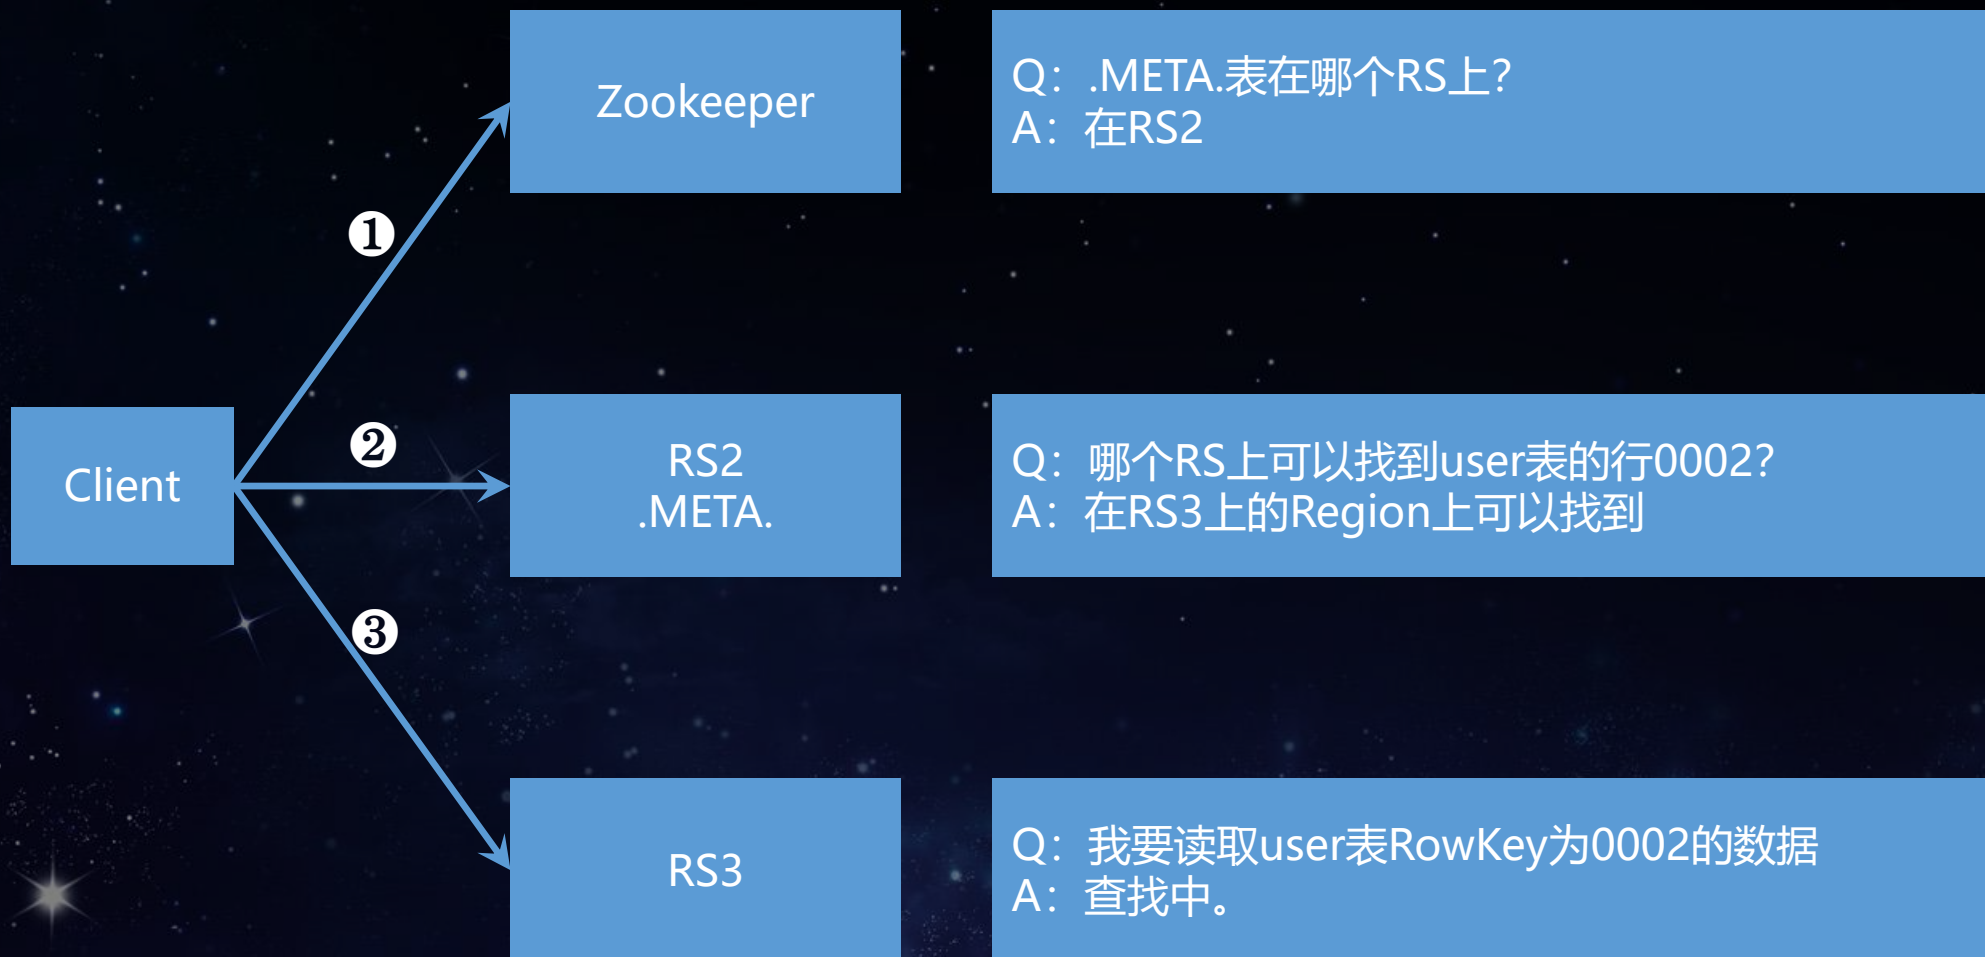 Zookeeper
Q：.META.表在哪个RS上？
A：在RS2
❶
Client
❷
RS2
.META.
Q：哪个RS上可以找到user表的行0002？
A：在RS3上的Region上可以找到
❸
RS3
Q：我要读取user表RowKey为0002的数据
A：查找中。